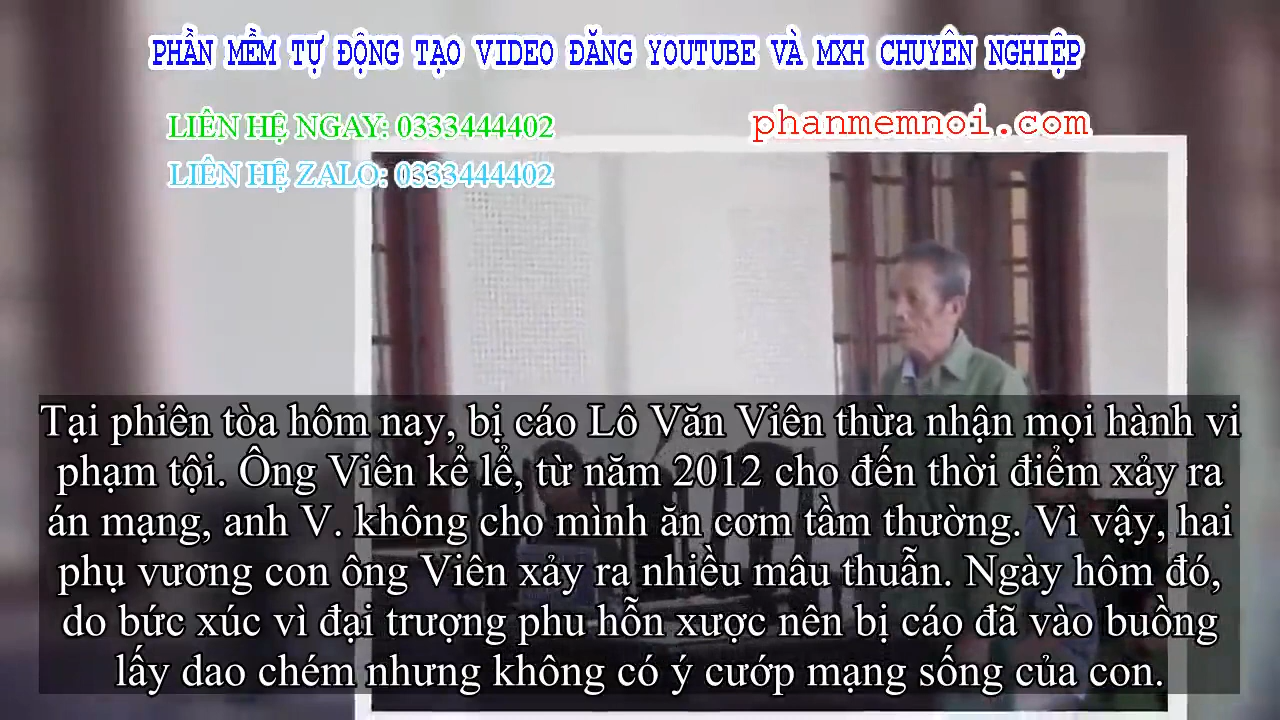 PHẦN MỀM TỰ ĐỘNG TẠO VIDEO ĐĂNG YOUTUBE VÀ MXH CHUYÊN NGHIỆP
LIÊN HỆ NGAY: 0333444402
phanmemnoi.com
LIÊN HỆ ZALO: 0333444402
Tại phiên tòa hôm nay, bị cáo Lô Văn Viên thừa nhận mọi hành vi
phạm tội. Ông Viên kể lể, từ năm 2012 cho đến thời điểm xảy ra
án mạng, anh V. không cho mình ăn cơm tầm thường. Vì vậy, hai
phụ vương con ông Viên xảy ra nhiều mâu thuẫn. Ngày hôm đó,
do bức xúc vì đại trượng phu hỗn xược nên bị cáo đã vào buồng
lấy dao chém nhưng không có ý cướp mạng sống của con.